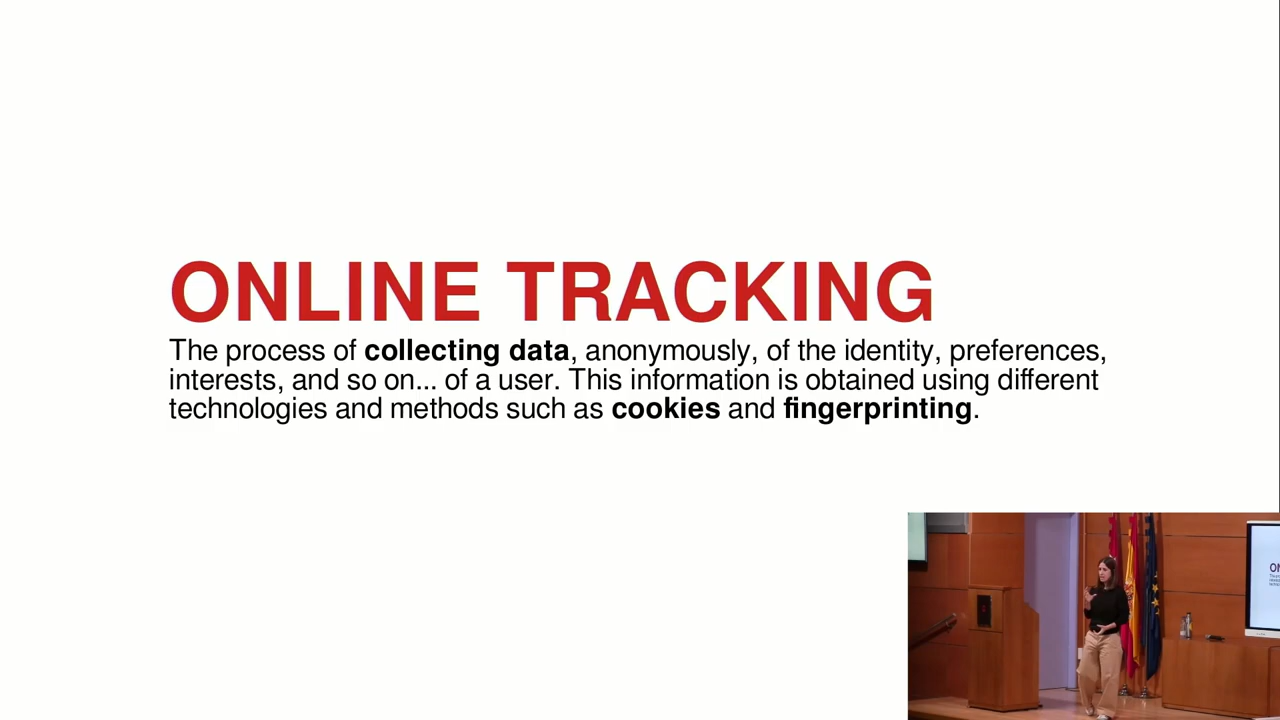 ONLINE TRACKING
The process of collecting data, anonymously, of the identity, preferences,
interests, and so on... of a user. This information is obtained using different
technologies and methods such as cookies and fingerprinting.